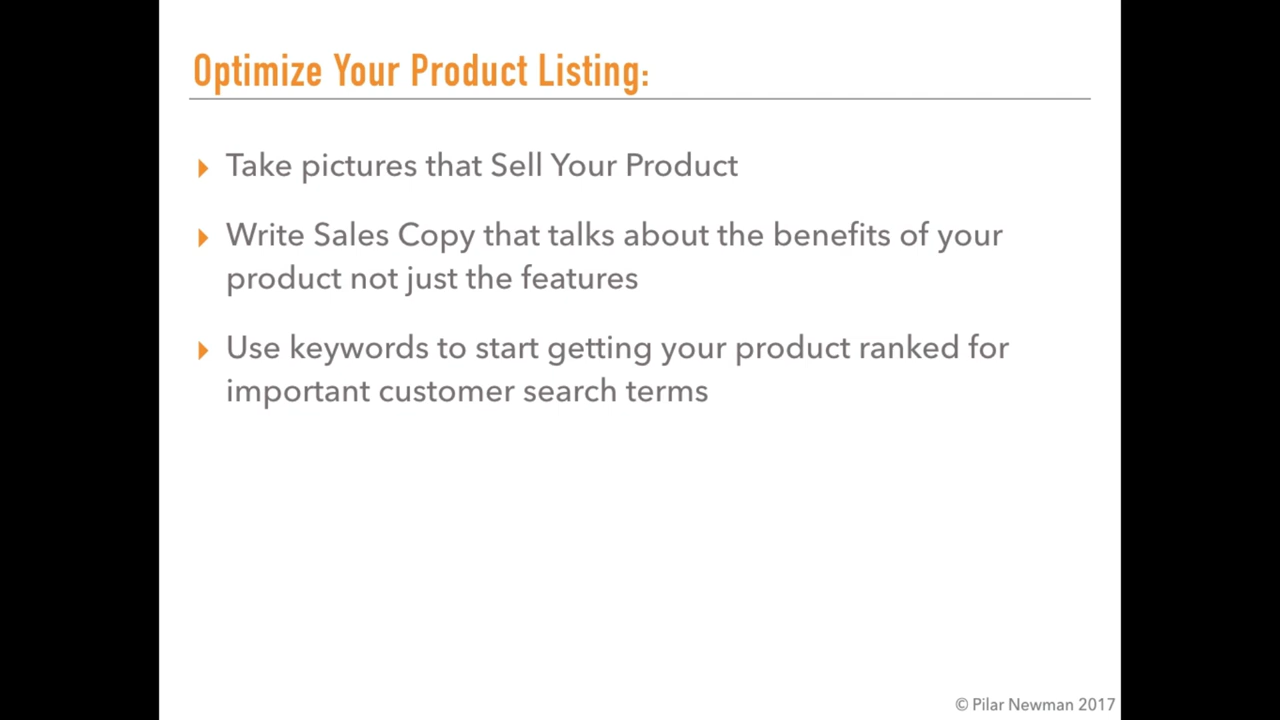 Optimize Your Product Listing:
Take pictures that Sell Your Product
Write Sales Copy that talks about the benefits of your
product not just the features
Use keywords to start getting your product ranked for
important customer search terms
© Pilar Newman 2017